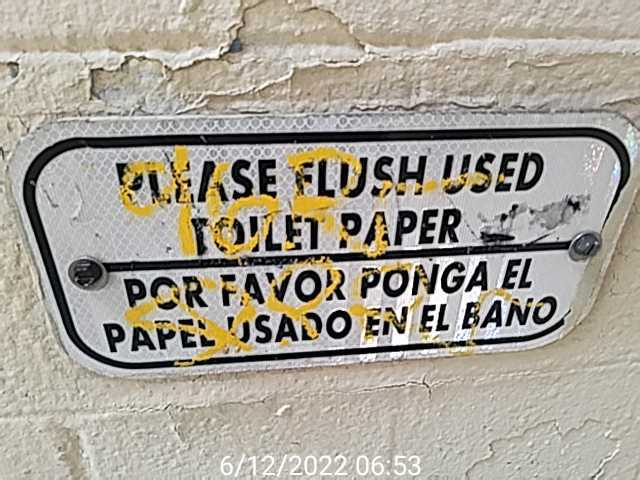 PLEASE FLUSH USED
TOILET PAPER
POR FAVOR PONGA EL
PAPEL USADO EN EL BANO
6/12/2022 06:53